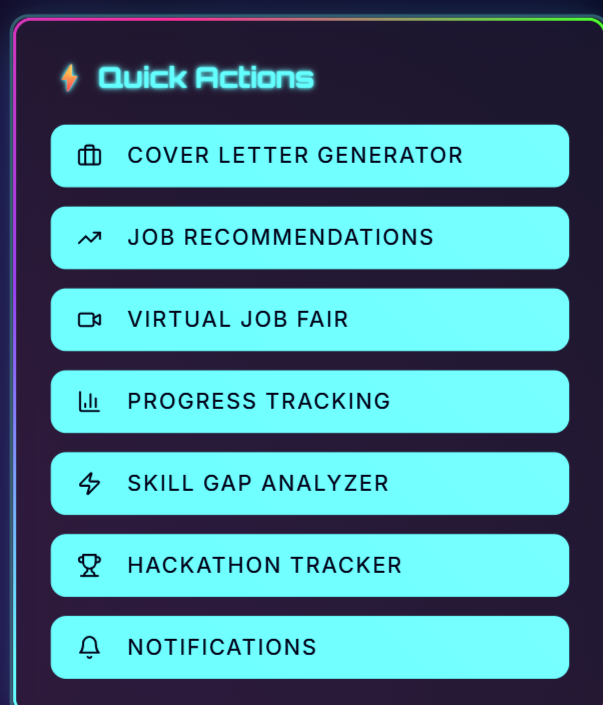 Quick Actions
COVER LETTER GENERATOR
JOB RECOMMENDATIONS
VIRTUAL JOB FAIR
PROGRESS TRACKING
SKILL GAP ANALYZER
HACKATHON TRACKER
NOTIFICATIONS